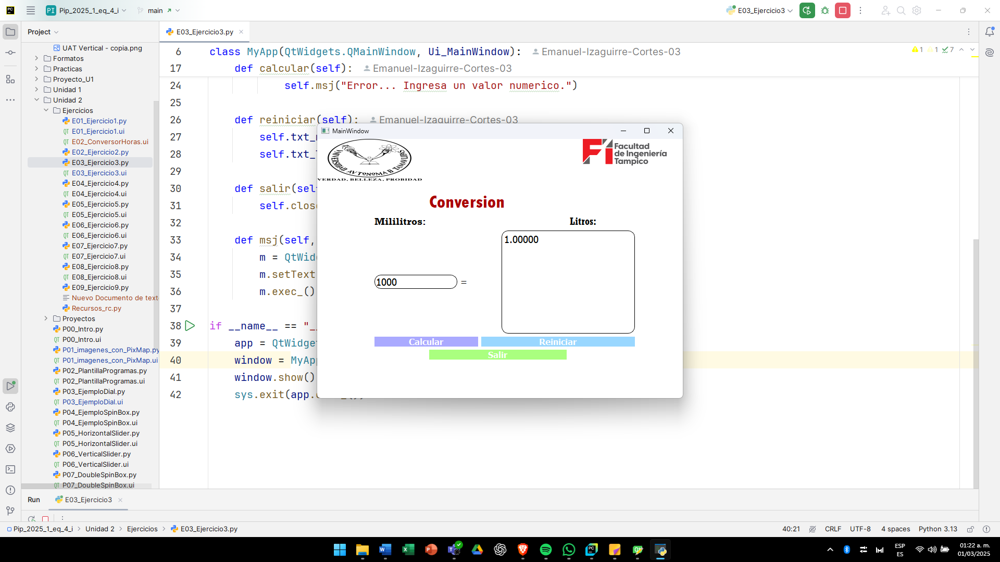 PC
PI Pip_2025_1_eq_4_i
main
E03_Ejercicio3
Project
E03_Ejercicio3.py
UAT Vertical - copia.png
Formatos
Practicas
Proyecto_U1
Unidad 1
Unidad 2
Ejercicios
E01_Ejercicio1.py
E01_Ejercicio1.ui
E02_ConversorHoras.ui
E02_Ejercicio2.py
E03_Ejercicio3.py
E03_Ejercicio3.ui
E04_Ejercicio4.py
E04_Ejercicio4.ui
E05_Ejercicio5.py
E05_Ejercicio5.ui
E06_Ejercicio6.py
E06_Ejercicio6.ui
E07_Ejercicio7.py
E07_Ejercicio7.ui
E08_Ejercicio8.py
E08_Ejercicio8.ui
E09_Ejercicio9.py
Nuevo Documento de text
Recursos_rc.py
Proyectos
P00_Intro.py
P00_Intro.ui
P01_imagenes_con_PixMap.py
P01_imagenes_con_PixMap.ui
P02_PlantillaProgramas.py
P02_PlantillaProgramas.ui
P03_EjemploDial.py
P03_EjemploDial.ui
P04_EjemploSpinBox.py
P04_EjemploSpinBox.ui
P05_HorizontalSlider.py
P05_HorizontalSlider.ui
P06_VerticalSlider.py
P06_VerticalSlider.ui
P07_DoubleSpinBox.py
P07_DoubleSpinBox.ui
6 class MyApp(QtWidgets.QMainWindow, Ui_MainWindow): Emanuel-Izaguirre-Cortes-03
1 1 7
17 def calcular(self): Emanuel-Izaguirre-Cortes-03
24 self.msj("Error... Ingresa un valor numerico.")
25
26 def reiniciar(self): Emanuel-Izaguirre-Cortes-03
27 self.txt_
28 self.txt_
29
30 def salir(sel
31 self.clos
32
33 def msj(self,
34 m = QtWid
35 m.setText
36 m.exec_()
37
38 if __name__ == "_
39 app = QtWidge
40 window = MyAp
41 window.show()
42 sys.exit(app.
MainWindow
UNIVERSIDAD AVTONOMA D TAMAVLIPAS
VERDAD, BELLEZA, PROBIDAD
FI Facultad
de Ingeniería
Tampico
Conversion
Mililitros:
Litros:
1.00000
1000 =
Calcular
Reiniciar
Salir
Run
E03_Ejercicio3
Pip_2025_1_eq_4_i > Unidad 2 > Ejercicios > E03_Ejercicio3.py
40:21 CRLF UTF-8 4 spaces Python 3.13
ESP
ES
01:22 a. m.
01/03/2025